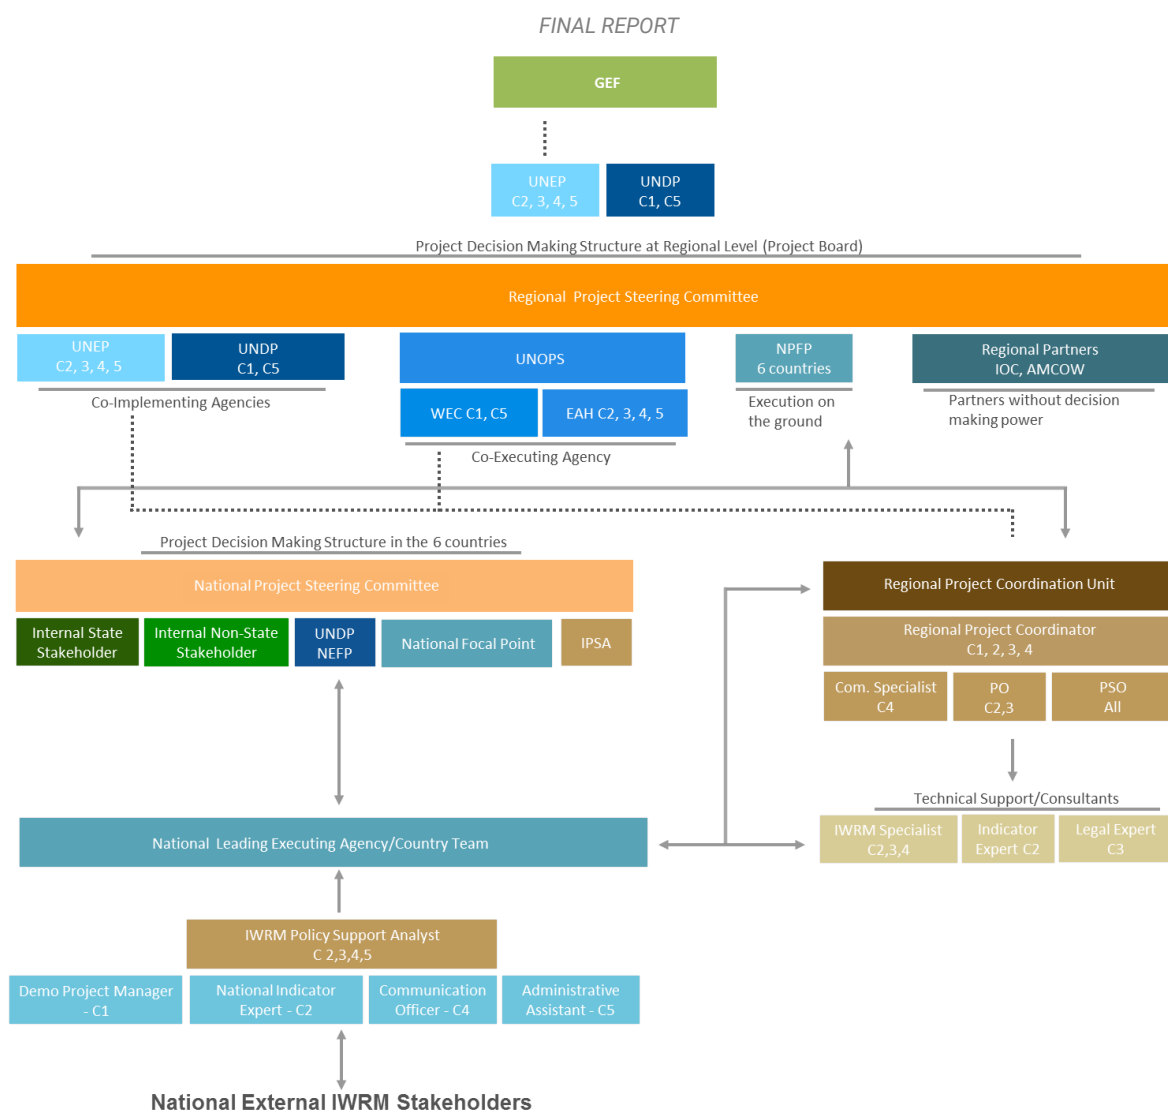 FINAL REPORT
GEF
UNEP
C2, 3, 4, 5
UNDP
C1, C5
Project Decision Making Structure at Regional Level (Project Board)
Regional Project Steering Committee
UNEP
C2, 3, 4, 5
UNDP
C1, C5
UNOPS
NPFP
6 countries
Regional Partners
IOC, AMCOW
Co-Implementing Agencies
WEC C1, C5
EAH C2, 3, 4, 5
Execution on
the ground
Partners without decision
making power
Co-Executing Agency
Project Decision Making Structure in the 6 countries
National Project Steering Committee
Internal State
Stakeholder
Internal Non-State
Stakeholder
UNDP
NEFP
National Focal Point
IPSA
Regional Project Coordination Unit
Regional Project Coordinator
C1, 2, 3, 4
Com. Specialist
C4
PO
C2,3
PSO
All
Technical Support/Consultants
IWRM Specialist
C2,3,4
Indicator
Expert C2
Legal Expert
C3
National Leading Executing Agency/Country Team
IWRM Policy Support Analyst
C 2,3,4,5
Demo Project Manager
- C1
National Indicator
Expert - C2
Communication
Officer - C4
Administrative
Assistant - C5
National External IWRM Stakeholders